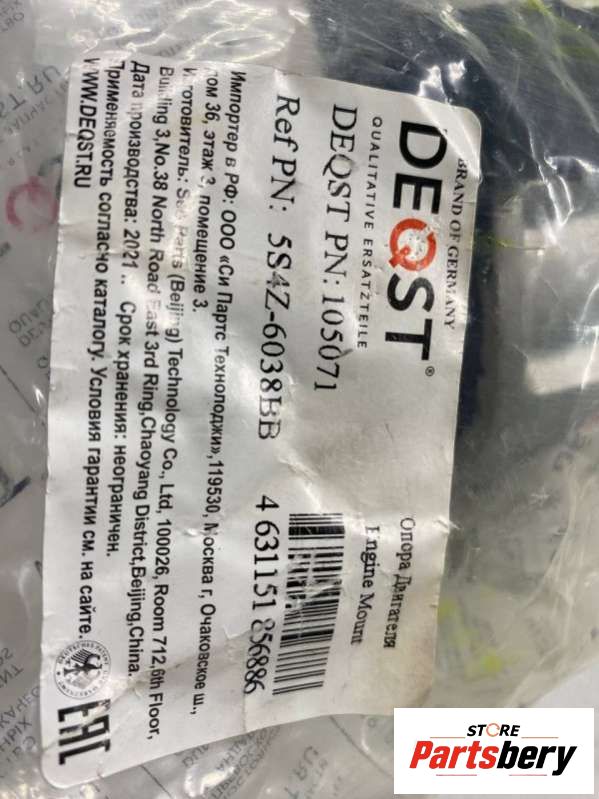 BRAND OF GERMANY
DEQST®
QUALITATIVE ERSATZTEILE
DEQST PN: 105071
Опора Двигателя
Engine Mount
Ref PN: 5S4Z-6038BB
4 631151 856886
Импортер в РФ: ООО «Си Партс Технолоджи», 119530, Москва г, Очаковское ш.,
дом 36, этаж 3, помещение 3.
Изготовитель: Parts (Beijing) Technology Co., Ltd, 100026, Room 712,6th Floor,
Building 3,No.38 North Road East 3rd Ring,Chaoyang District,Beijing,China.
Дата производства: 2021 .. Срок хранения: неограничен.
Применяемость согласно каталогу. Условия гарантии см. на сайте.
WWW.DEQST.RU
EAC
STORE
Partsbery